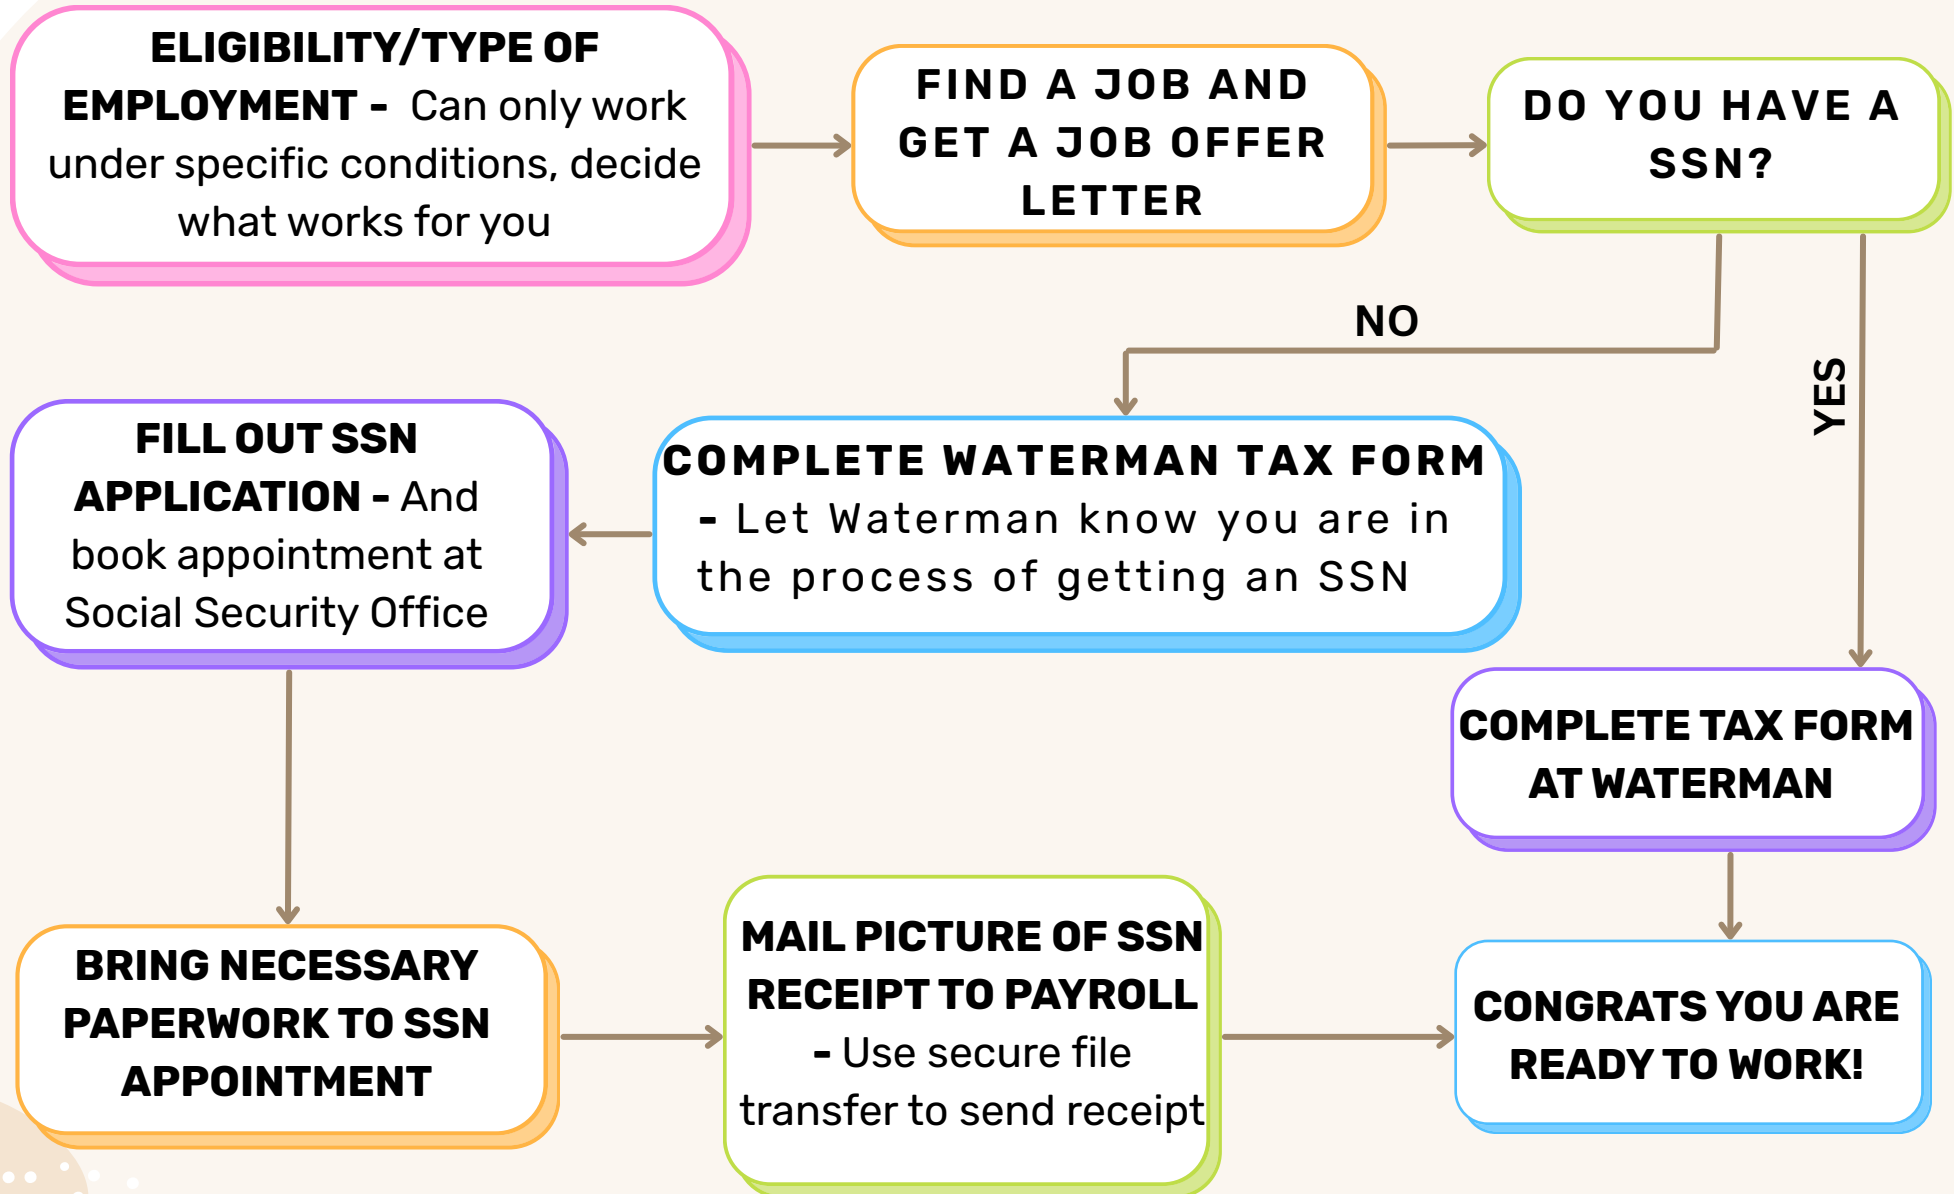 ELIGIBILITY/TYPE OF
EMPLOYMENT - Can only work
under specific conditions, decide
what works for you
FIND A JOB AND
GET A JOB OFFER
LETTER
DO YOU HAVE A
SSN?
NO
YES
COMPLETE WATERMAN TAX FORM
- Let Waterman know you are in
the process of getting an SSN
FILL OUT SSN
APPLICATION - And
book appointment at
Social Security Office
COMPLETE TAX FORM
AT WATERMAN
BRING NECESSARY
PAPERWORK TO SSN
APPOINTMENT
MAIL PICTURE OF SSN
RECEIPT TO PAYROLL
- Use secure file
transfer to send receipt
CONGRATS YOU ARE
READY TO WORK!